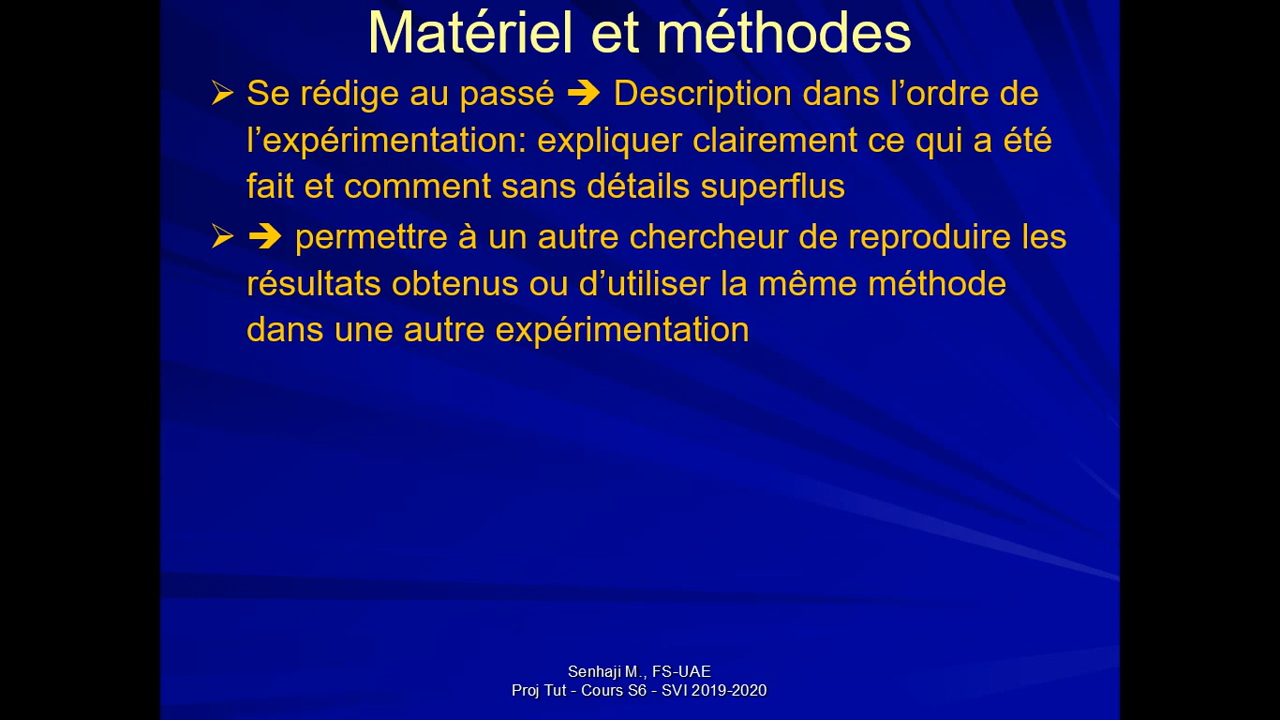 Matériel et méthodes
➢ Se rédige au passé ➔ Description dans l’ordre de
l’expérimentation: expliquer clairement ce qui a été
fait et comment sans détails superflus
➢ ➔ permettre à un autre chercheur de reproduire les
résultats obtenus ou d’utiliser la même méthode
dans une autre expérimentation
Senhaji M., FS-UAE
Proj Tut - Cours S6 - SVI 2019-2020